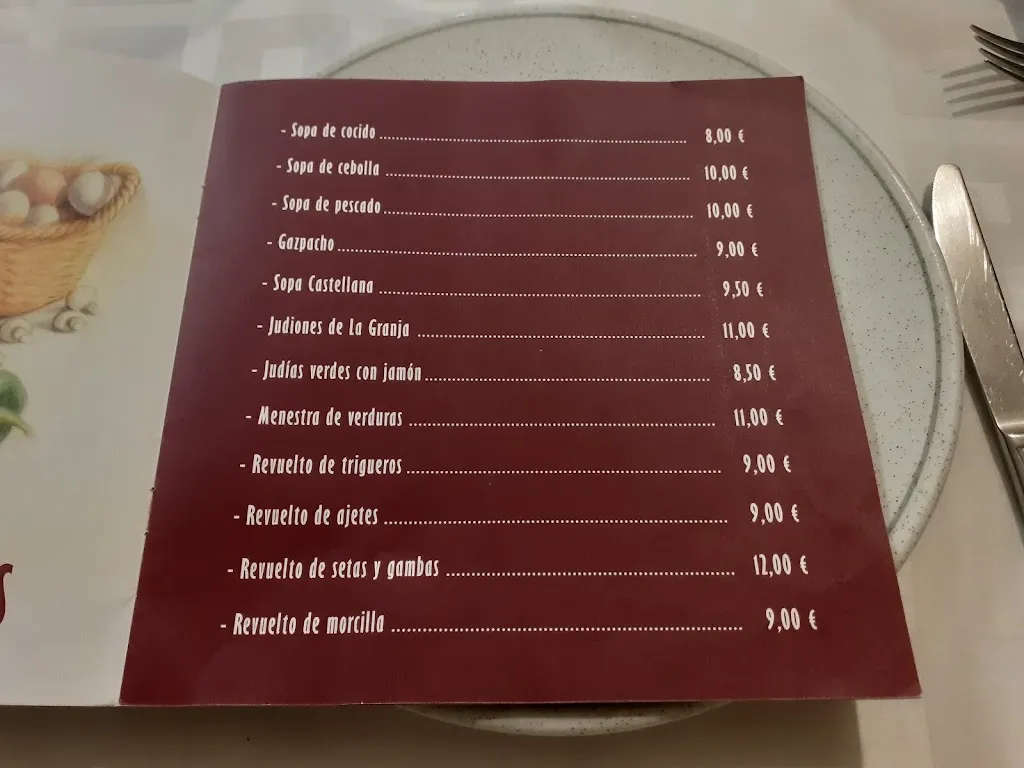 - Sopa de cocido ........................ 8,00 €
- Sopa de cebolla ........................ 10,00 €
- Sopa de pescado ........................ 10,00 €
- Gazpacho ........................ 9,00 €
- Sopa Castellana ........................ 9,50 €
- Judiones de La Granja ........................ 11,00 €
- Judías verdes con jamón ........................ 8,50 €
- Menestra de verduras ........................ 11,00 €
- Revuelto de trigueros ........................ 9,00 €
- Revuelto de ajetes ........................ 9,00 €
- Revuelto de setas y gambas ........................ 12,00 €
- Revuelto de morcilla ........................ 9,00 €